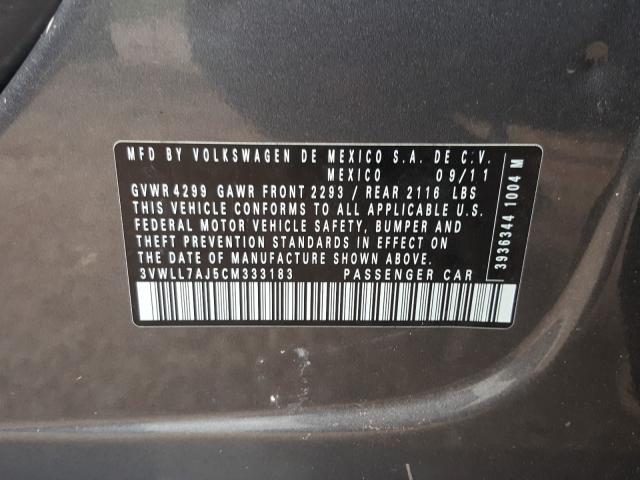 MFD BY VOLKSWAGEN DE MEXICO S.A. DE C.V.
MEXICO 09/11
GVWR 4299 GAWR FRONT 2293 / REAR 2116 LBS
THIS VEHICLE CONFORMS TO ALL APPLICABLE U.S.
FEDERAL MOTOR VEHICLE SAFETY, BUMPER AND
THEFT PREVENTION STANDARDS IN EFFECT ON
THE DATE OF MANUFACTURE SHOWN ABOVE.
3VWLL7AJ5CM333183 PASSENGER CAR
3936344 1004 M